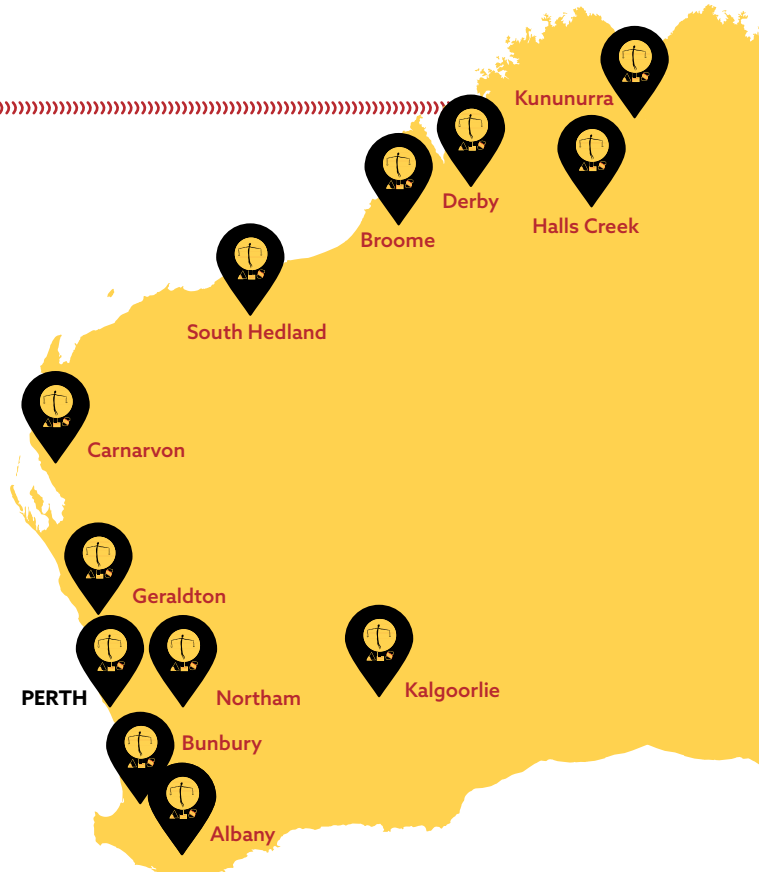 Kununurra
Derby
Halls Creek
Broome
South Hedland
Carnarvon
Geraldton
PERTH
Northam
Kalgoorlie
Bunbury
Albany